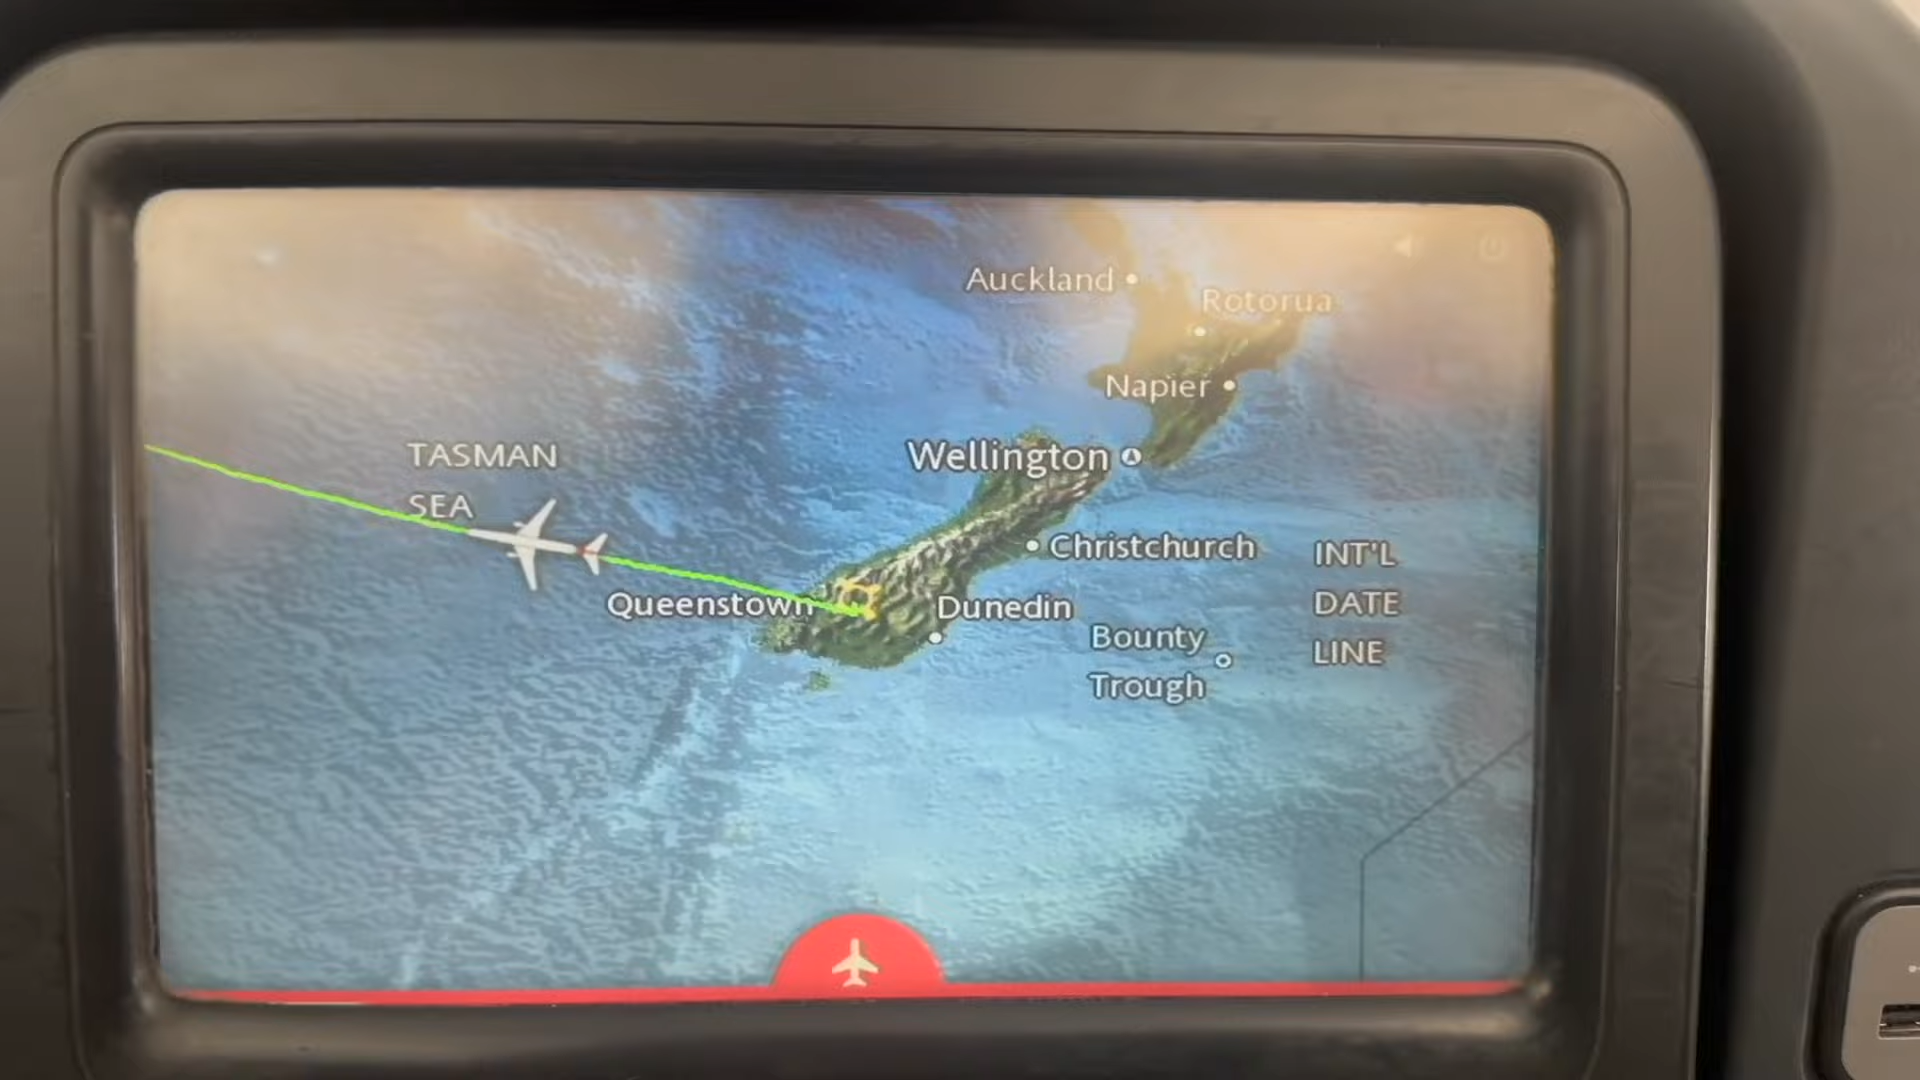 Auckland
Rotorua
Napier
TASMAN
SEA
Wellington
Christchurch
INT'L
DATE
LINE
Queenstown
Dunedin
Bounty
Trough